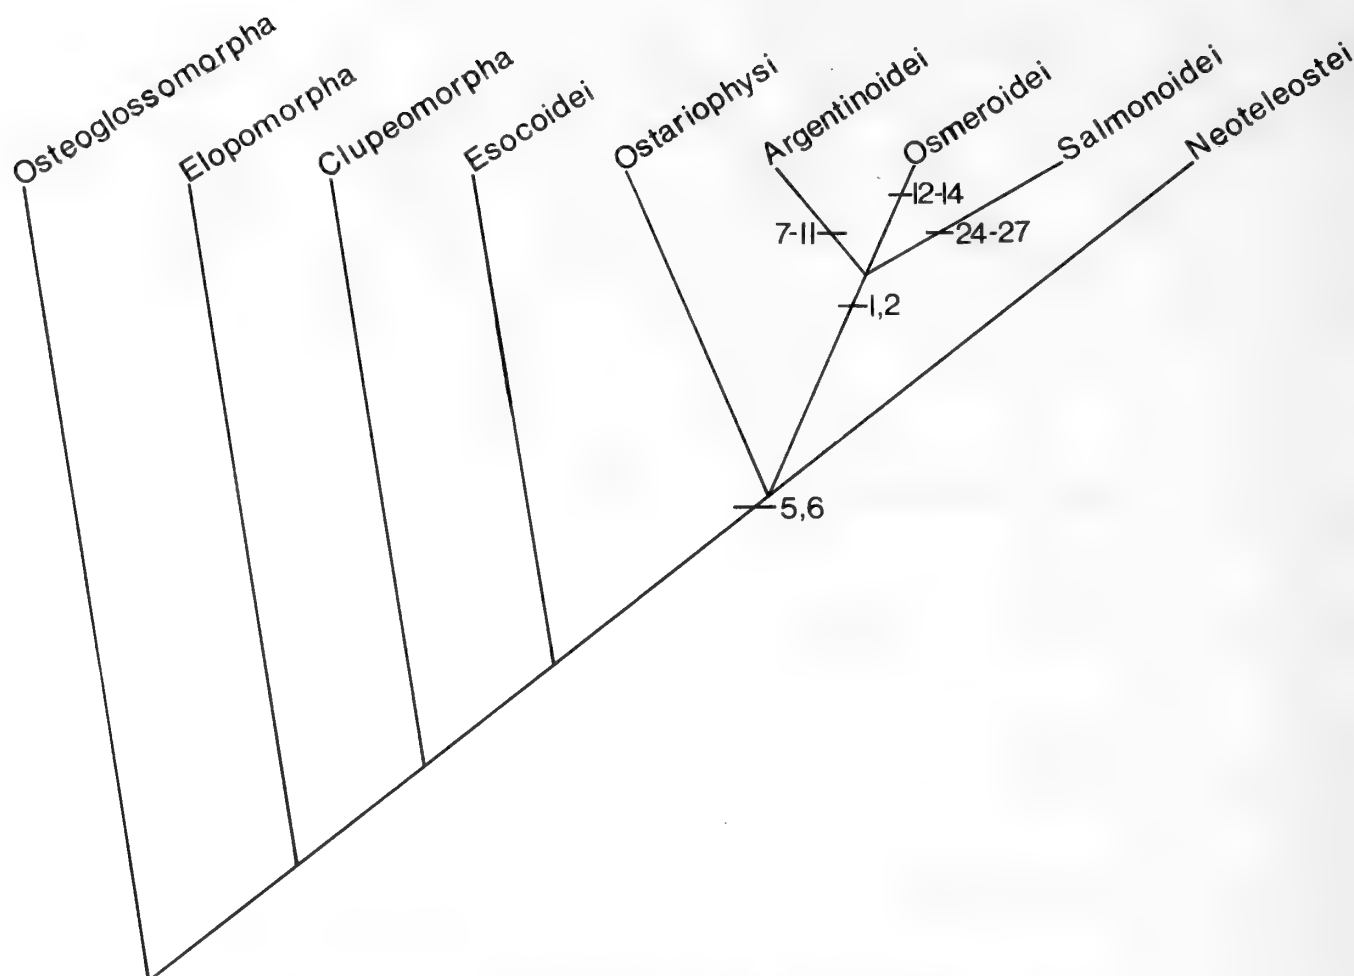 Osteoglossomorpha
Elopomorpha
Clupeomorpha
Esocoidei
Ostariophysi
Argentinoidei
Osmeroidei
Salmonoidei
Neoteleostei
12-14
7-11
24-27
1,2
5,6